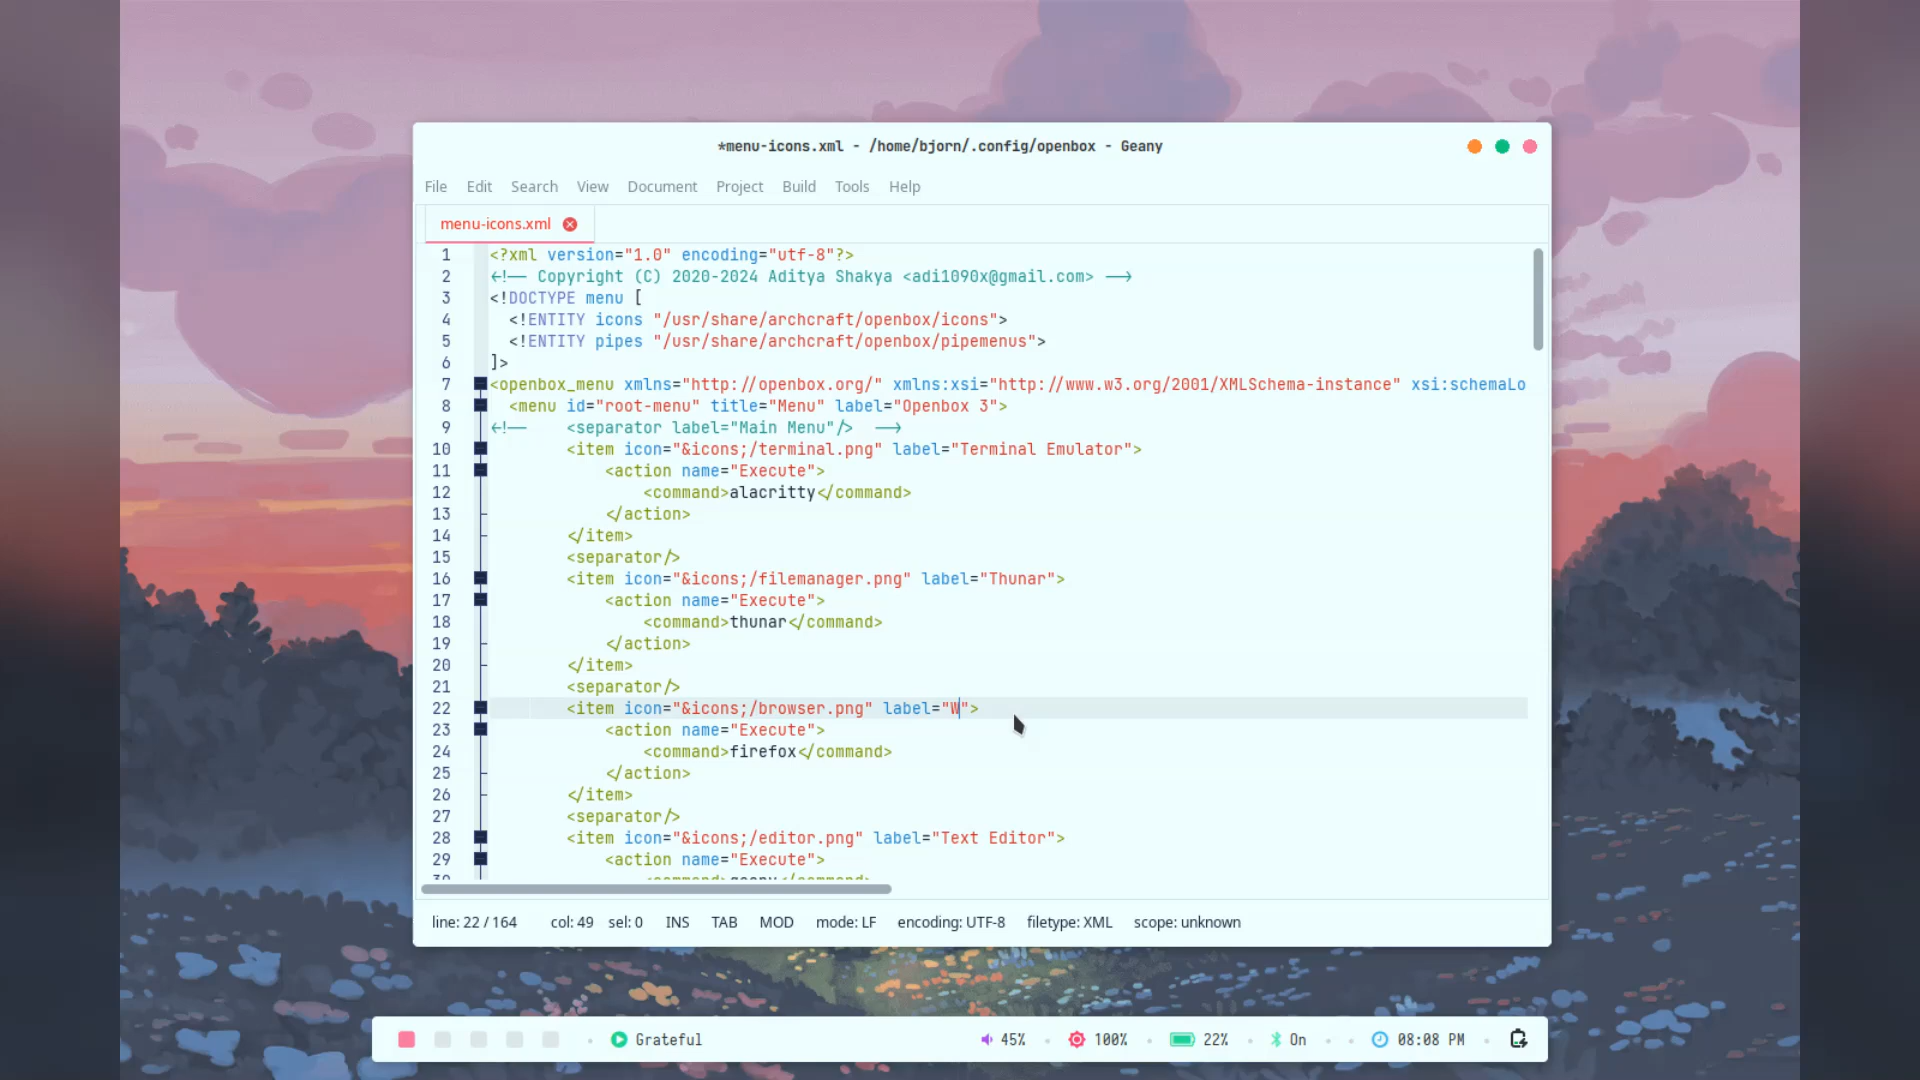 *menu-icons.xml - /home/bjorn/.config/openbox - Geany
File Edit Search View Document Project Build Tools Help
menu-icons.xml
1 <?xml version="1.0" encoding="utf-8"?>
2 <!-- Copyright (C) 2020-2024 Aditya Shakya <adi1090x@gmail.com> -->
3 <!DOCTYPE menu [
4 <!ENTITY icons "/usr/share/archcraft/openbox/icons">
5 <!ENTITY pipes "/usr/share/archcraft/openbox/pipemenus">
6 ]>
7 <openbox_menu xmlns="http://openbox.org/" xmlns:xsi="http://www.w3.org/2001/XMLSchema-instance" xsi:schemaLo
8 <menu id="root-menu" title="Menu" label="Openbox 3">
9 <!-- <separator label="Main Menu"/> -->
10 <item icon="&icons;/terminal.png" label="Terminal Emulator">
11 <action name="Execute">
12 <command>alacritty</command>
13 </action>
14 </item>
15 <separator/>
16 <item icon="&icons;/filemanager.png" label="Thunar">
17 <action name="Execute">
18 <command>thunar</command>
19 </action>
20 </item>
21 <separator/>
22 <item icon="&icons;/browser.png" label="W">
23 <action name="Execute">
24 <command>firefox</command>
25 </action>
26 </item>
27 <separator/>
28 <item icon="&icons;/editor.png" label="Text Editor">
29 <action name="Execute">
30 <command>geany</command>
line: 22 / 164 col: 49 sel: 0 INS TAB MOD mode: LF encoding: UTF-8 filetype: XML scope: unknown
Grateful 45% 100% 22% On 08:08 PM